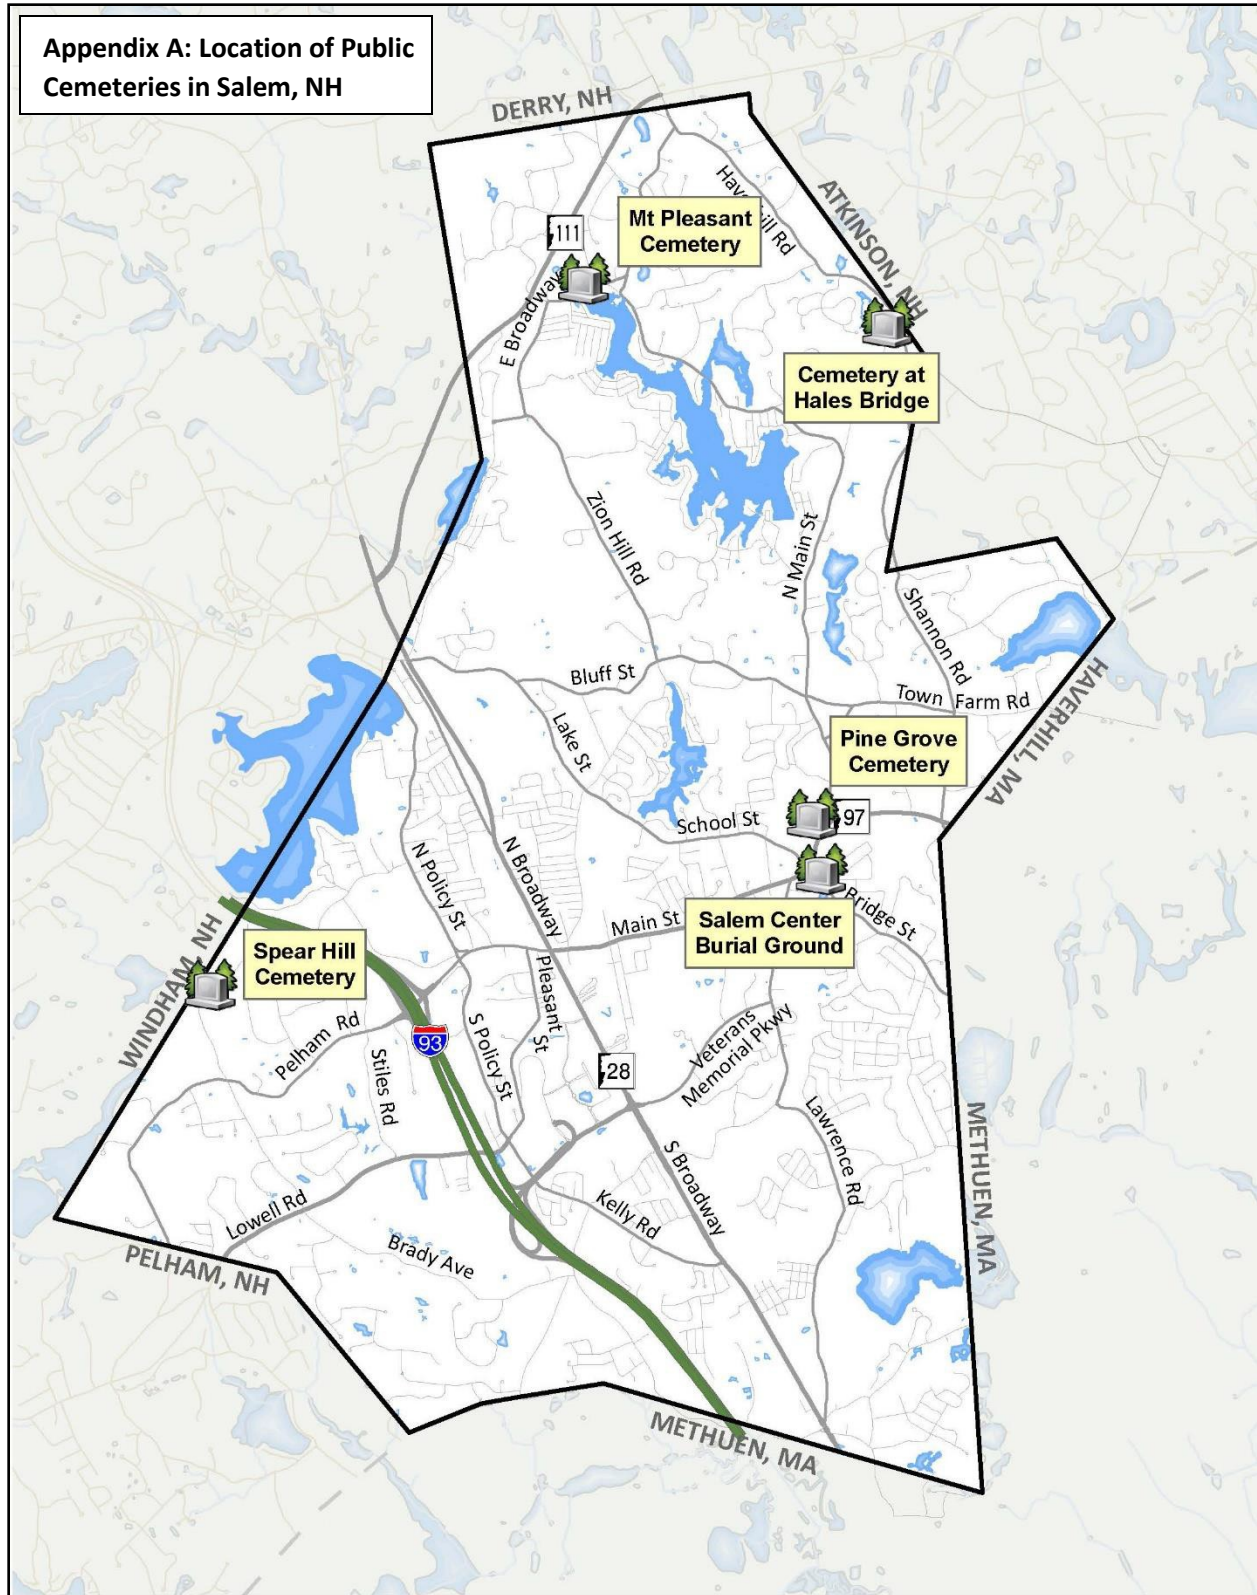 Appendix A: Location of Public
Cemeteries in Salem, NH
DERRY, NH
Haverhill Rd
ATKINSON, NH
Mt Pleasant
Cemetery
111
E Broadway
Cemetery at
Hales Bridge
Zion Hill Rd
N Main St
Shannon Rd
Bluff St
Town Farm Rd
HAVERHILL, MA
Lake St
Pine Grove
Cemetery
School St
97
N Policy St
N Broadway
Main St
Bridge St
Salem Center
Burial Ground
Spear Hill
Cemetery
WINDHAM, NH
Pleasant St
Pelham Rd
93
S Policy St
Veterans
Memorial Pkwy
28
Stiles Rd
Lawrence Rd
METHUEN, MA
S Broadway
Kelly Rd
Lowell Rd
Brady Ave
PELHAM, NH
METHUEN, MA